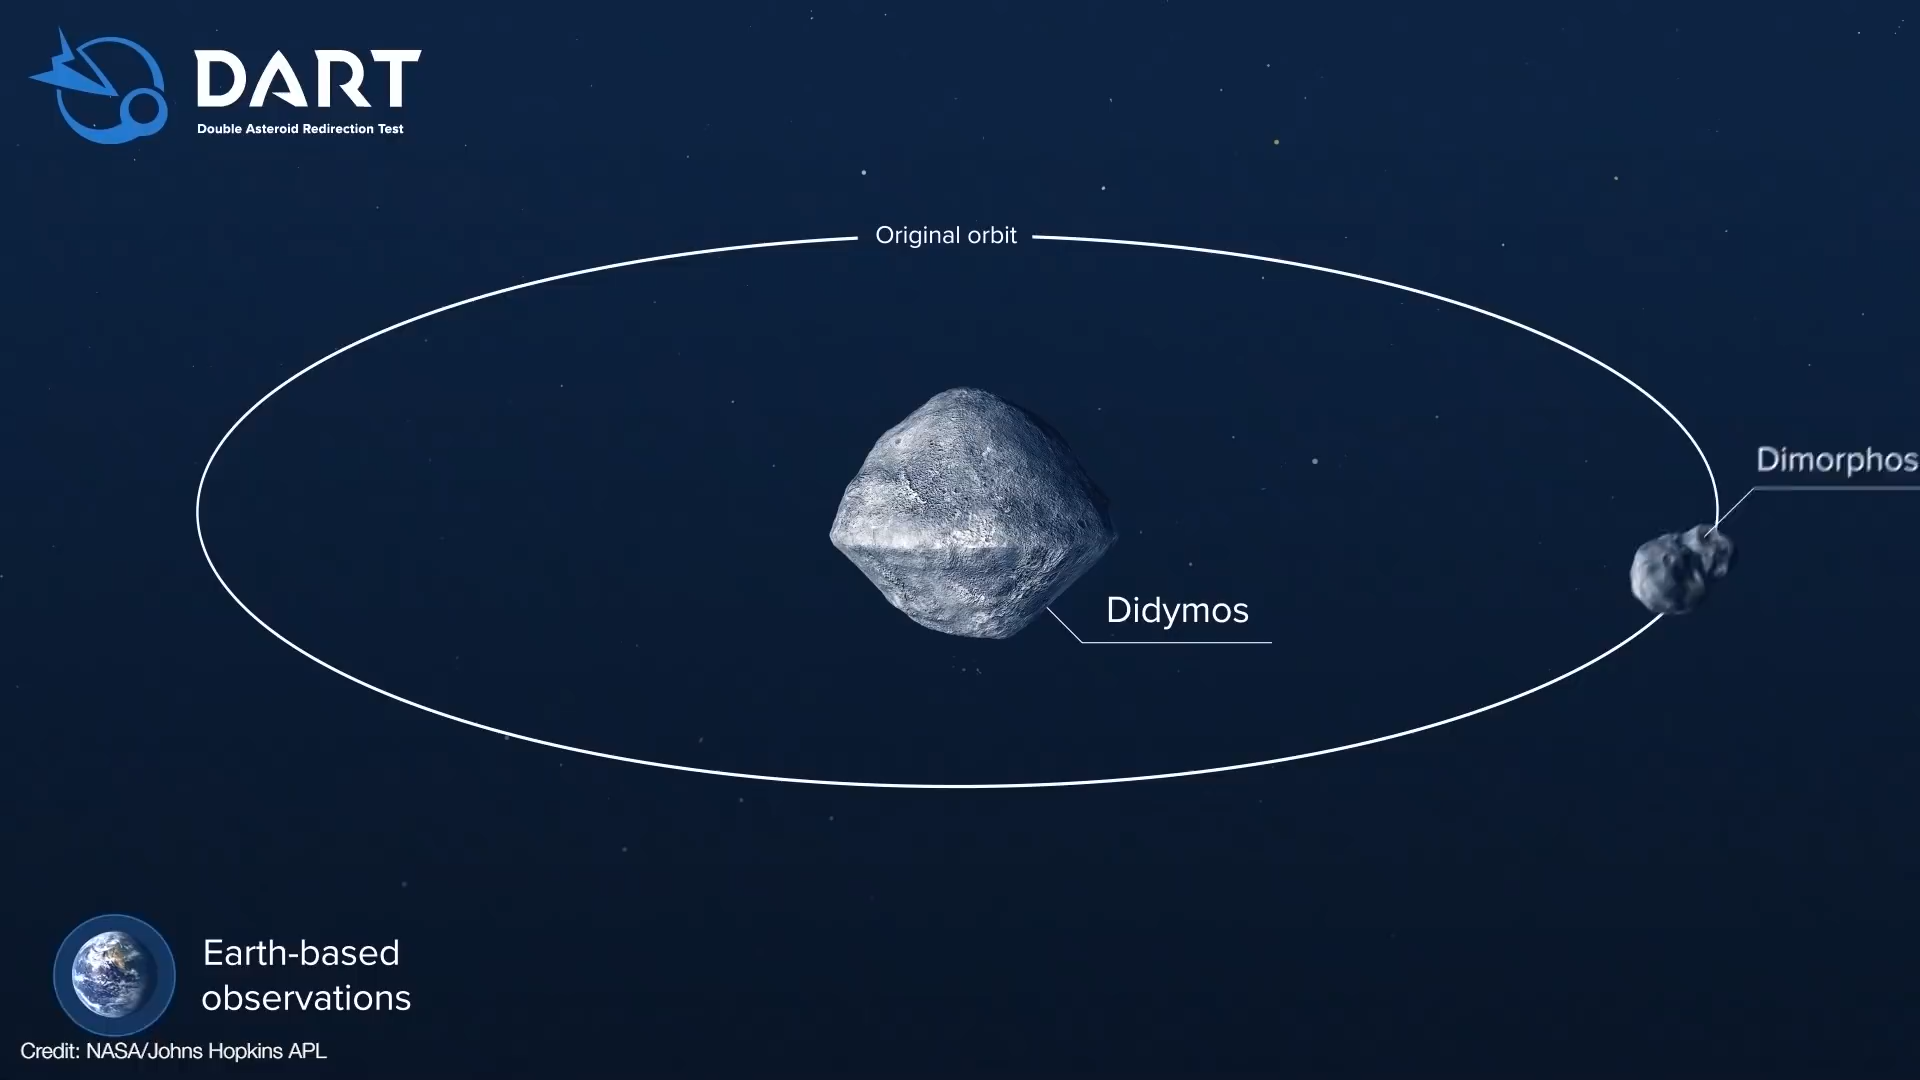 DART
Double Asteroid Redirection Test
Original orbit
Dimorphos
Didymos
Earth-based
observations
Credit: NASA/Johns Hopkins APL